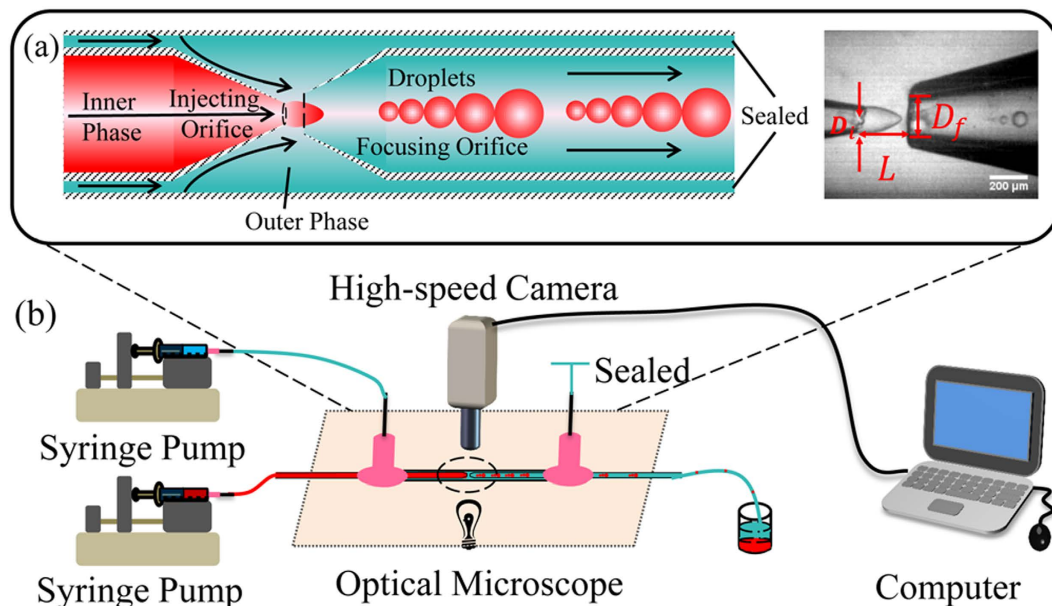 (a)
Inner
Phase
Injecting
Orifice
Droplets
Focusing Orifice
Outer Phase
Sealed
D_i
D_f
L
200 μm
(b)
High-speed Camera
Sealed
Syringe Pump
Syringe Pump
Optical Microscope
Computer